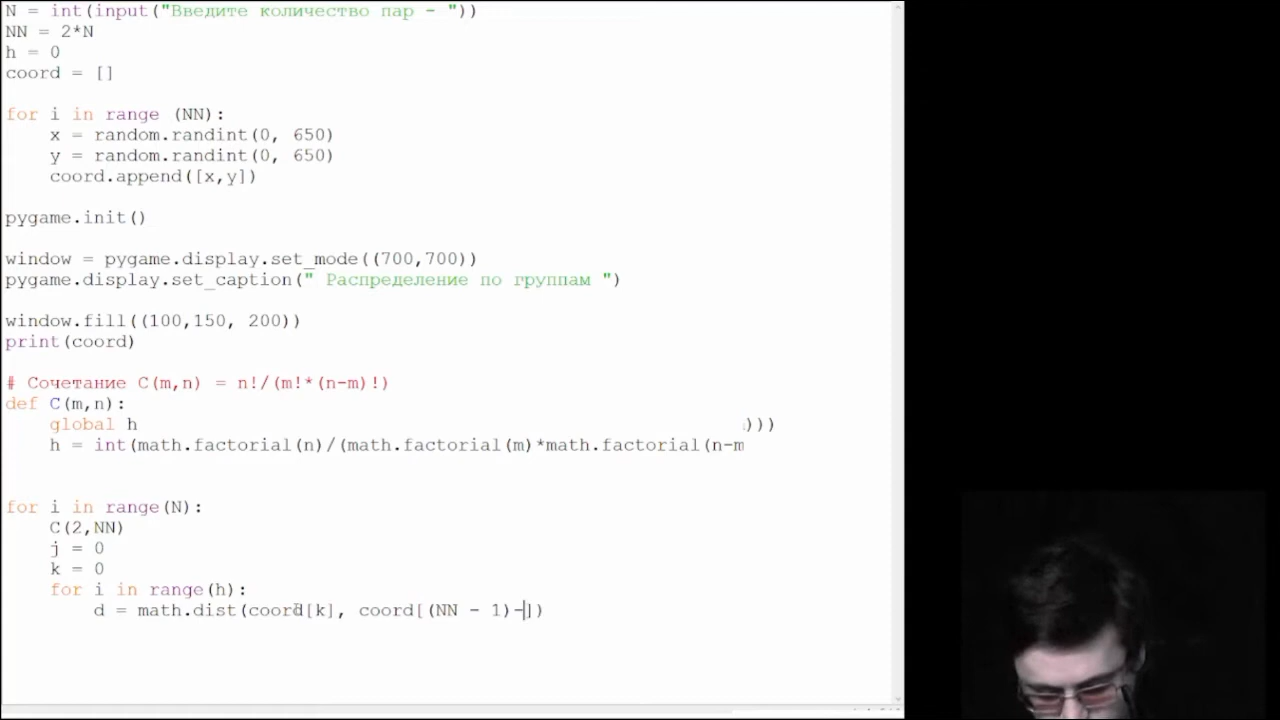 N = int(input("Введите количество пар - "))
NN = 2*N
h = 0
coord = []
for i in range (NN):
    x = random.randint(0, 650)
    y = random.randint(0, 650)
    coord.append([x,y])
pygame.init()
window = pygame.display.set_mode((700,700))
pygame.display.set_caption(" Распределение по группам ")
window.fill((100,150, 200))
print(coord)
# Сочетание C(m,n) = n!/(m!*(n-m)!)
def C(m,n):
    global h
)))
    h = int(math.factorial(n)/(math.factorial(m)*math.factorial(n-m
for i in range(N):
    C(2,NN)
    j = 0
    k = 0
    for i in range(h):
        d = math.dist(coord[k], coord[(NN - 1)-])